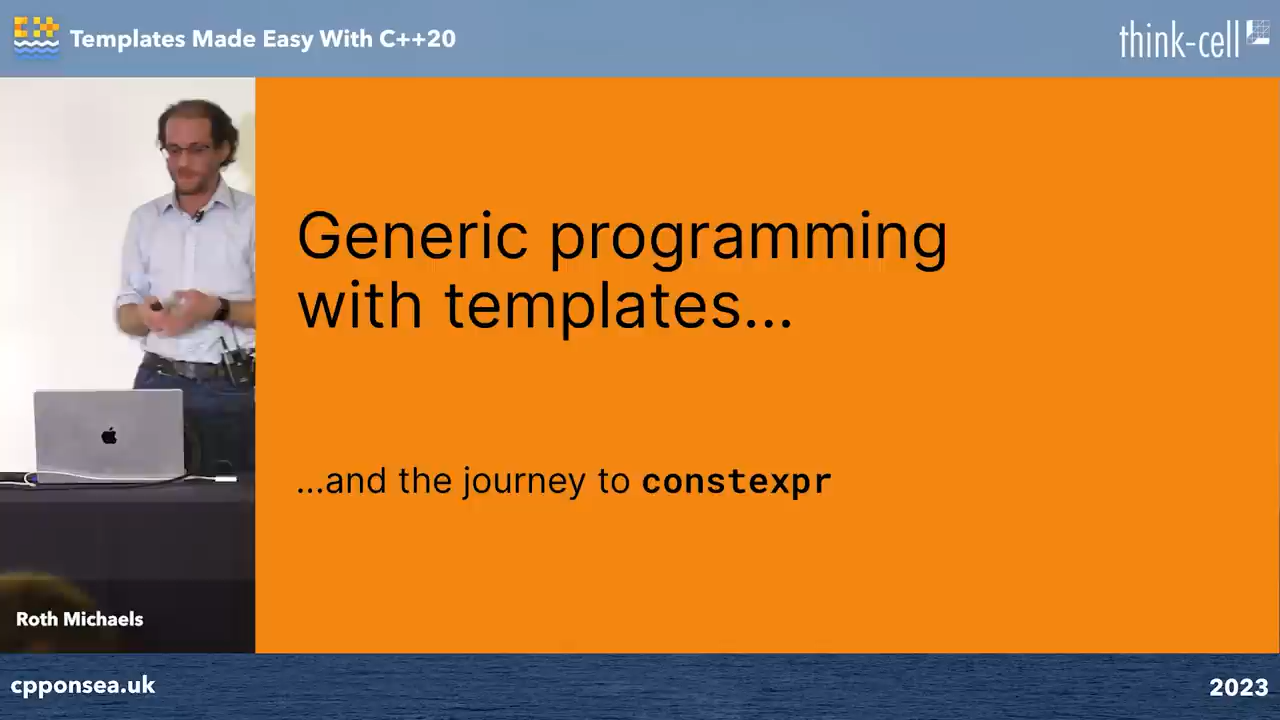 C++
Templates Made Easy With C++20
think-cell
Generic programming
with templates...
...and the journey to constexpr
Roth Michaels
cpponsea.uk
2023